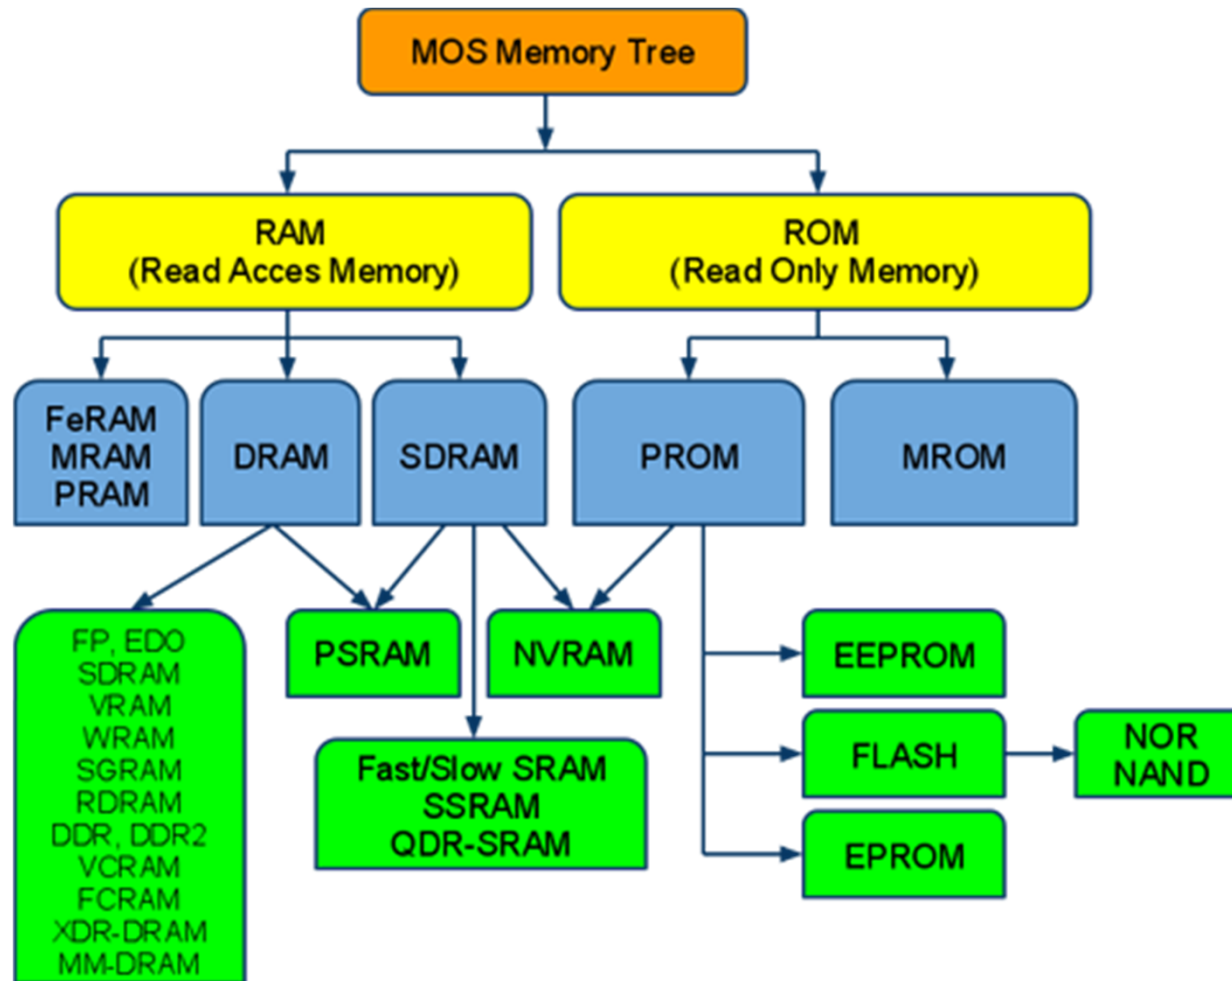 MOS Memory Tree
RAM
(Read Acces Memory)
ROM
(Read Only Memory)
FeRAM
MRAM
PRAM
DRAM
SDRAM
PROM
MROM
FP, EDO
SDRAM
VRAM
WRAM
SGRAM
RDRAM
DDR, DDR2
VCRAM
FCRAM
XDR-DRAM
MM-DRAM
PSRAM
NVRAM
Fast/Slow SRAM
SSRAM
QDR-SRAM
EEPROM
FLASH
NOR
NAND
EPROM